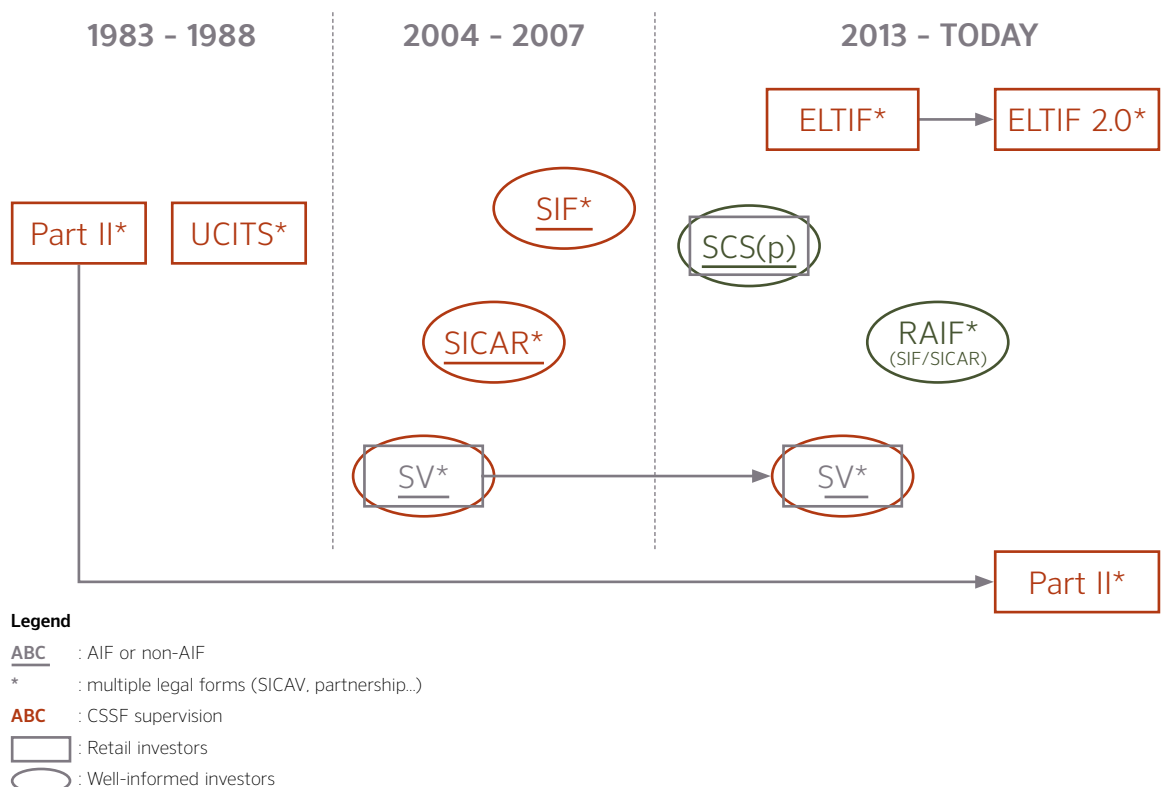 1983 - 1988
2004 - 2007
2013 - TODAY
ELTIF*
ELTIF 2.0*
Part II*
UCITS*
SIF*
SCS(p)
SICAR*
RAIF*
(SIF/SICAR)
SV*
SV*
Part II*
Legend
ABC : AIF or non-AIF
* : multiple legal forms (SICAV, partnership...)
ABC : CSSF supervision
: Retail investors
: Well-informed investors